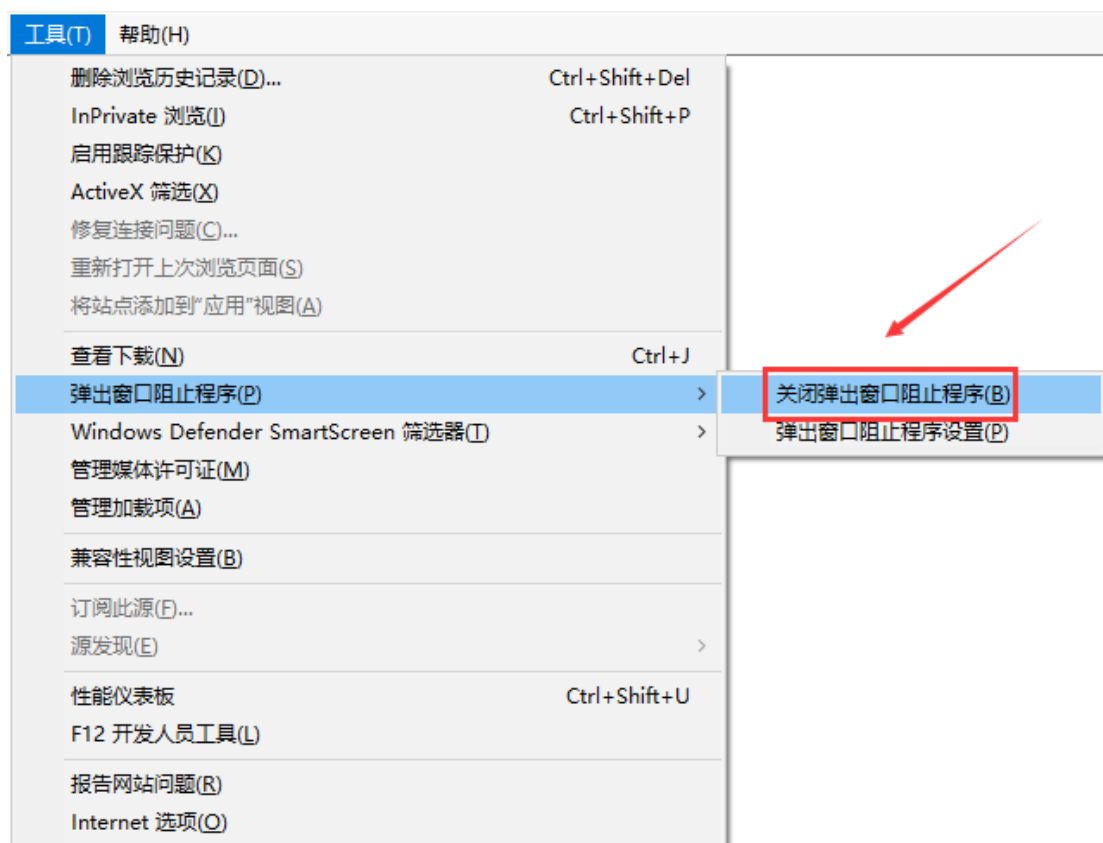 工具(T) 帮助(H)
删除浏览历史记录(D)... Ctrl+Shift+Del
InPrivate 浏览(I) Ctrl+Shift+P
启用跟踪保护(K)
ActiveX 筛选(X)
修复连接问题(C)...
重新打开上次浏览页面(S)
将站点添加到“应用”视图(A)
查看下载(N) Ctrl+J
弹出窗口阻止程序(P) > 关闭弹出窗口阻止程序(B)
Windows Defender SmartScreen 筛选器(T) > 弹出窗口阻止程序设置(P)
管理媒体许可证(M)
管理加载项(A)
兼容性视图设置(B)
订阅此源(F)...
源发现(E) >
性能仪表板 Ctrl+Shift+U
F12 开发人员工具(L)
报告网站问题(R)
Internet 选项(O)